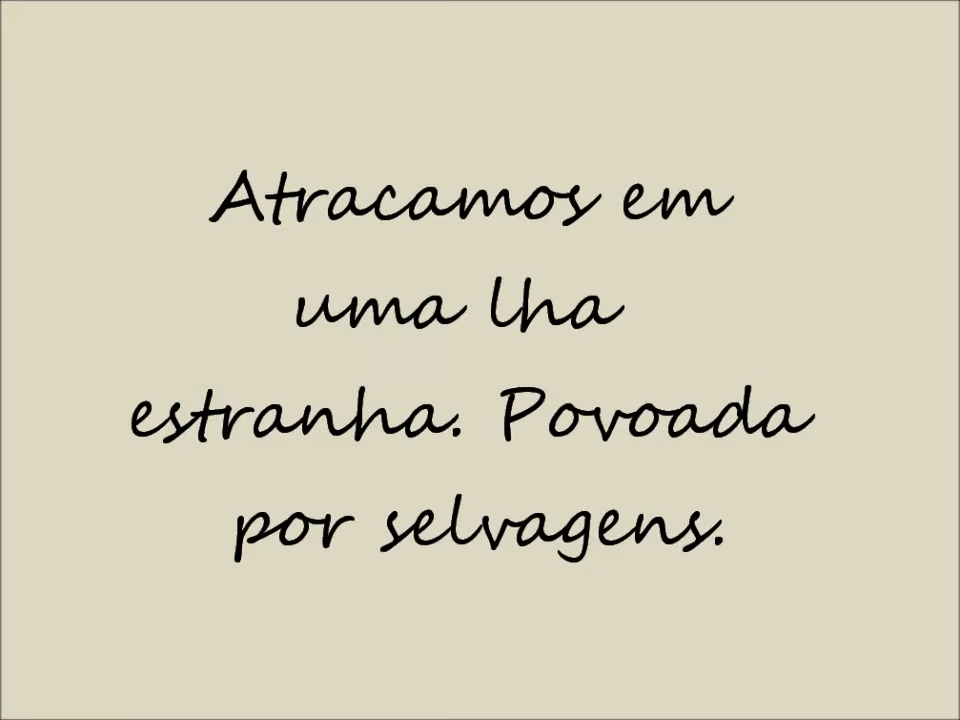 Atracamos em
uma lha
estranha. Povoada
por selvagens.